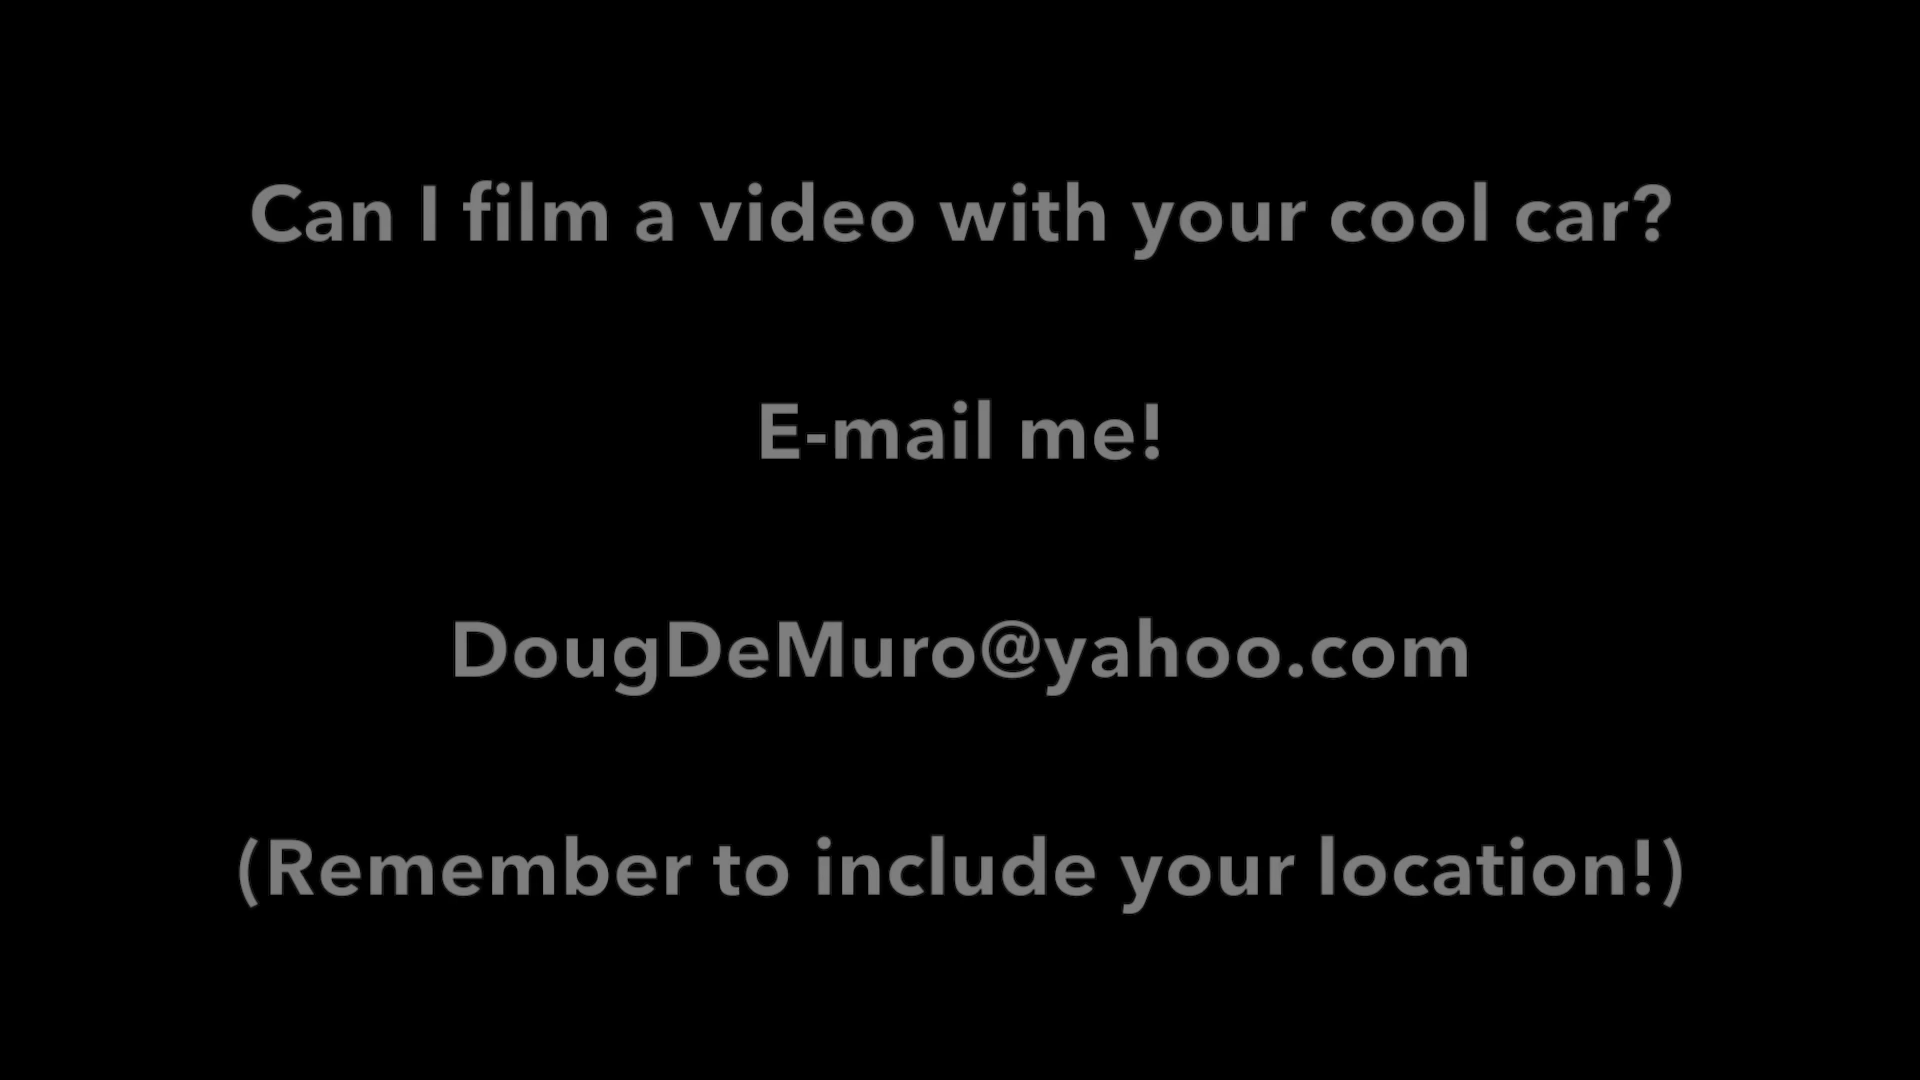 Can I film a video with your cool car?
E-mail me!
DougDeMuro@yahoo.com
(Remember to include your location!)